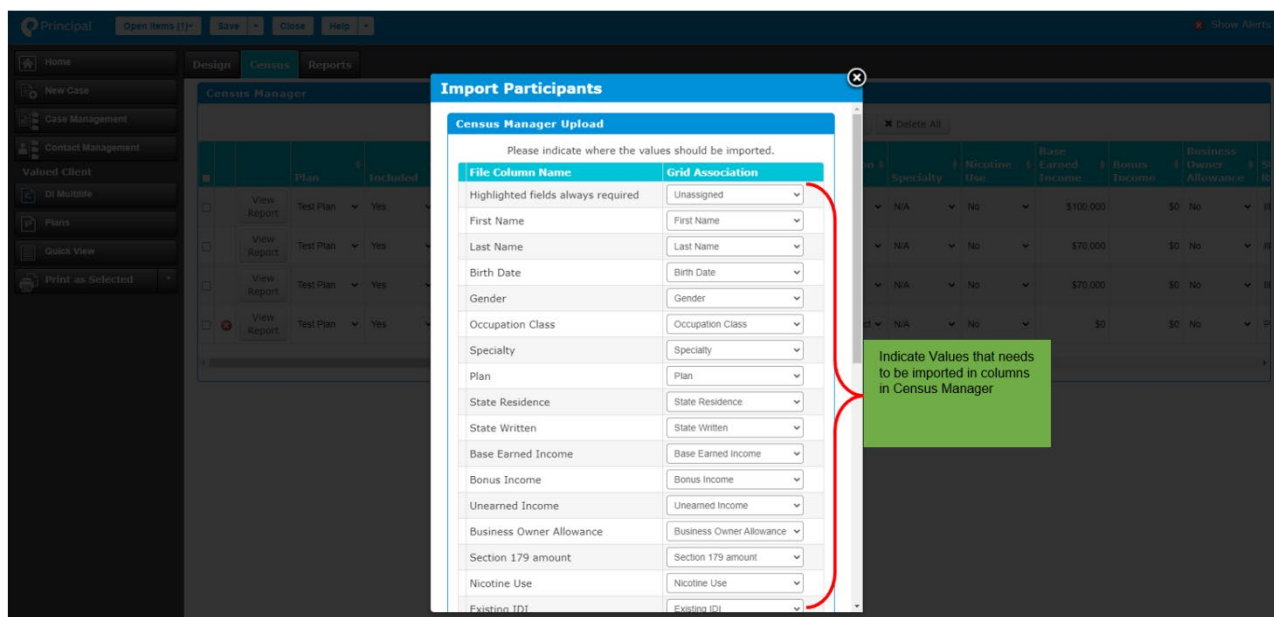 Principal
Open Items (1)
Save
Close
Help
Show Alerts
Home
New Case
Case Management
Contact Management
Valued Client
DI Multilife
Plans
Quick View
Print as Selected
Design Census Reports
Census Manager
Delete All
Plan Included Specialty Nicotine Use Base Earned Income Bonus Income Business Owner Allowance
View Report Test Plan Yes N/A No $100,000 $0 No
View Report Test Plan Yes N/A No $70,000 $0 No
View Report Test Plan Yes N/A No $70,000 $0 No
View Report Test Plan Yes N/A No $0 $0 No
Import Participants
Census Manager Upload
Please indicate where the values should be imported.
File Column Name Grid Association
Highlighted fields always required Unassigned
First Name First Name
Last Name Last Name
Birth Date Birth Date
Gender Gender
Occupation Class Occupation Class
Specialty Specialty
Plan Plan
State Residence State Residence
State Written State Written
Base Earned Income Base Earned Income
Bonus Income Bonus Income
Unearned Income Unearned Income
Business Owner Allowance Business Owner Allowance
Section 179 amount Section 179 amount
Nicotine Use Nicotine Use
Existing IDI Existing IDI
Indicate Values that needs
to be imported in columns
in Census Manager